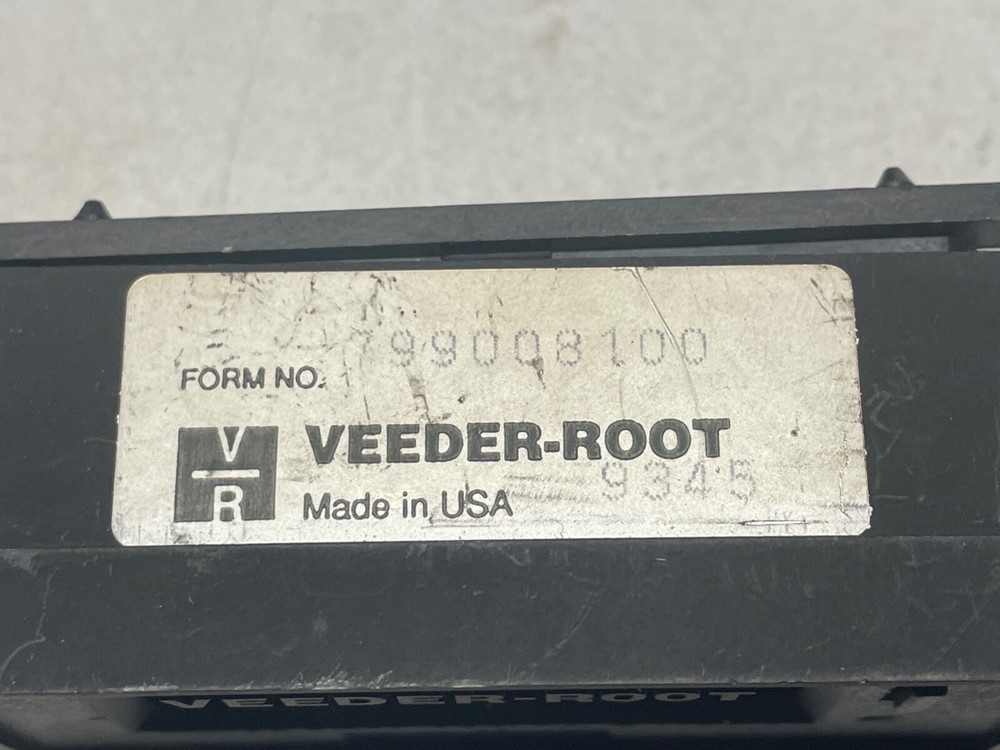 799008100
FORM NO.
V
R
VEEDER-ROOT
9345
Made in USA
VEEDER-ROOT